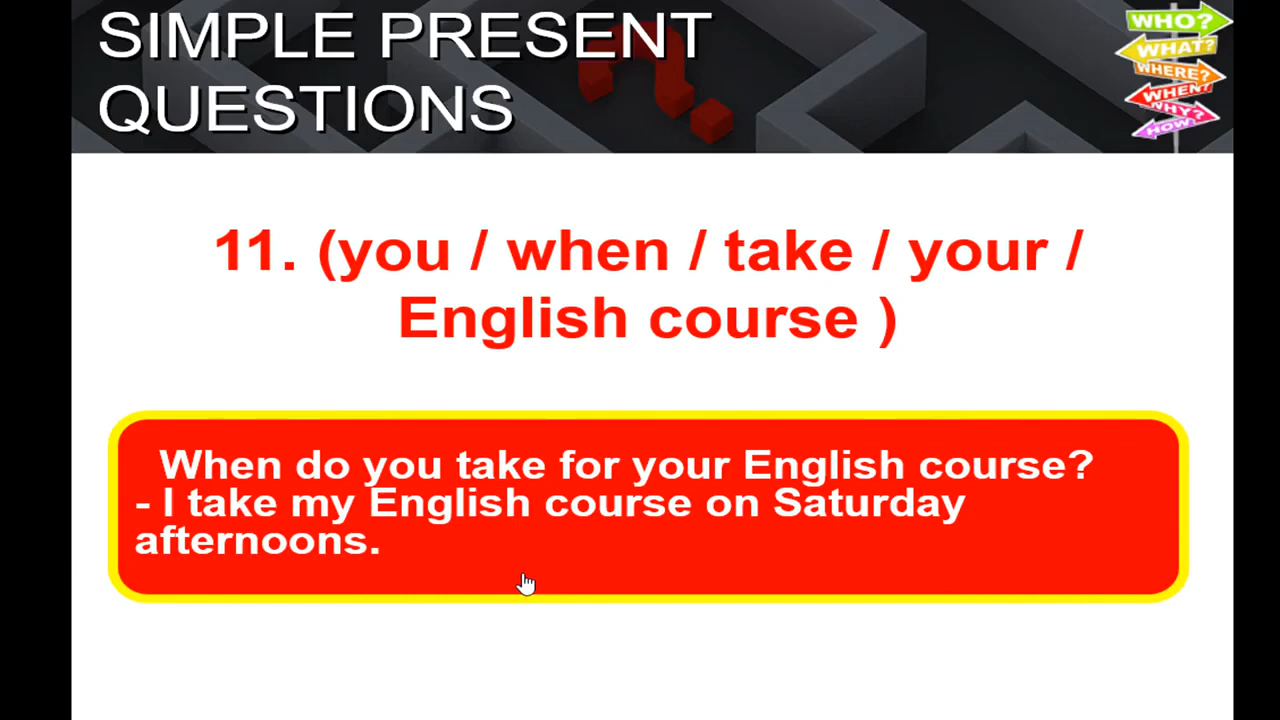 SIMPLE PRESENT
QUESTIONS
WHO?
WHAT?
WHERE?
WHEN?
WHY?
HOW
11. (you / when / take / your /
English course )
When do you take for your English course?
- I take my English course on Saturday
afternoons.